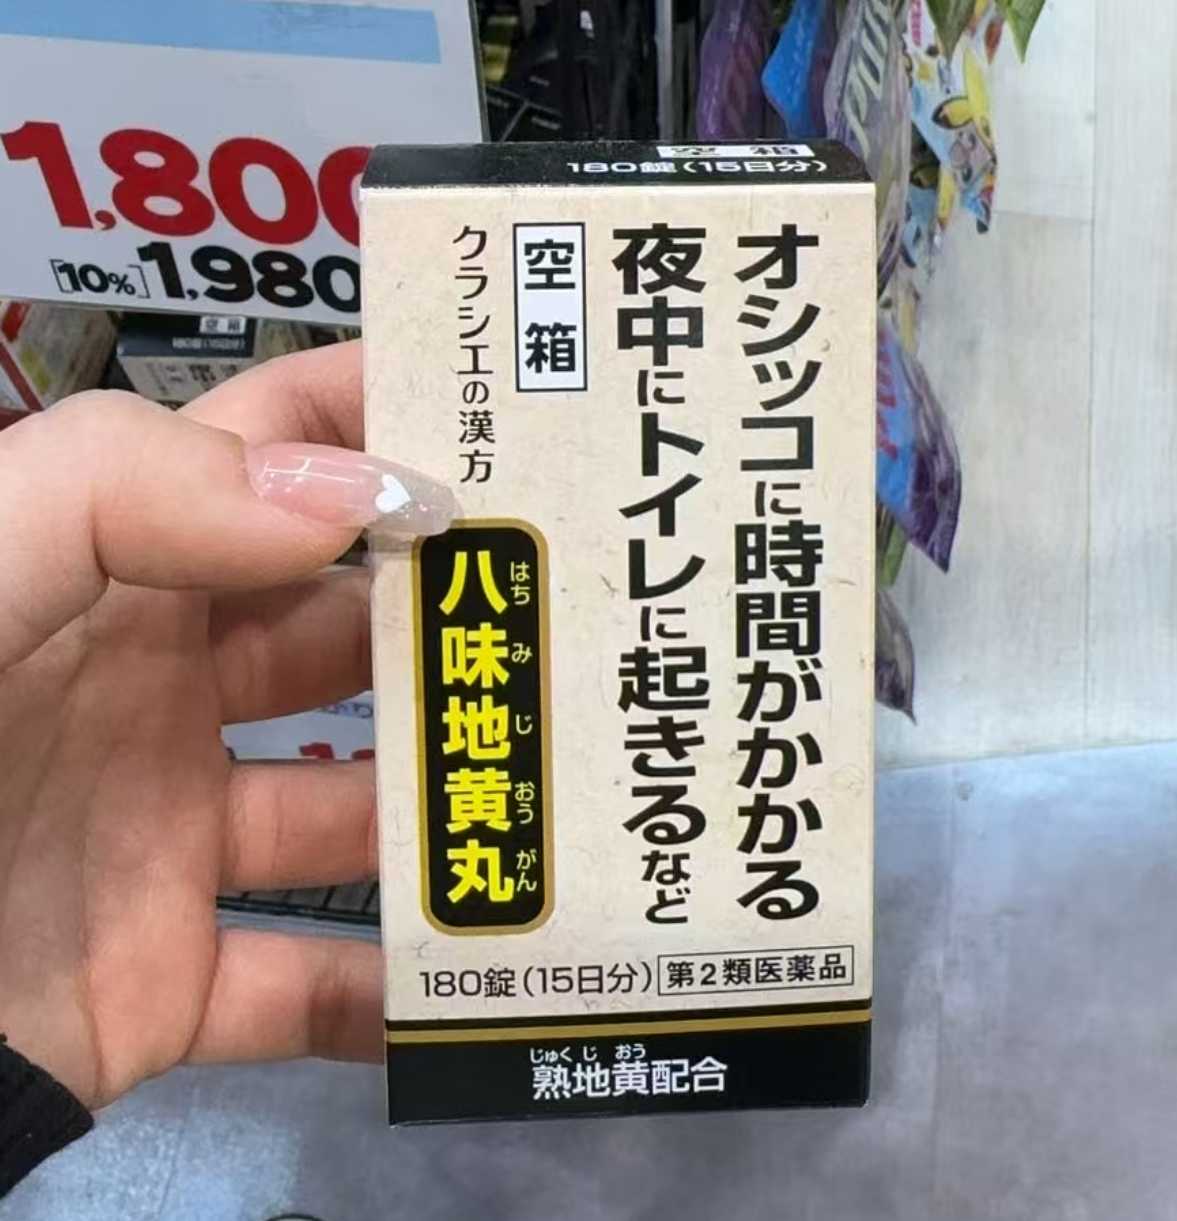 1,800
[10%]1,980
空箱
180錠(15日分)
オシッコに時間がかかる
夜中にトイレに起きるなど
空箱
クラシエの漢方
八味地黄丸
はちみじおうがん
180錠(15日分)
第2類医薬品
じゅくじおう
熟地黄配合
空箱